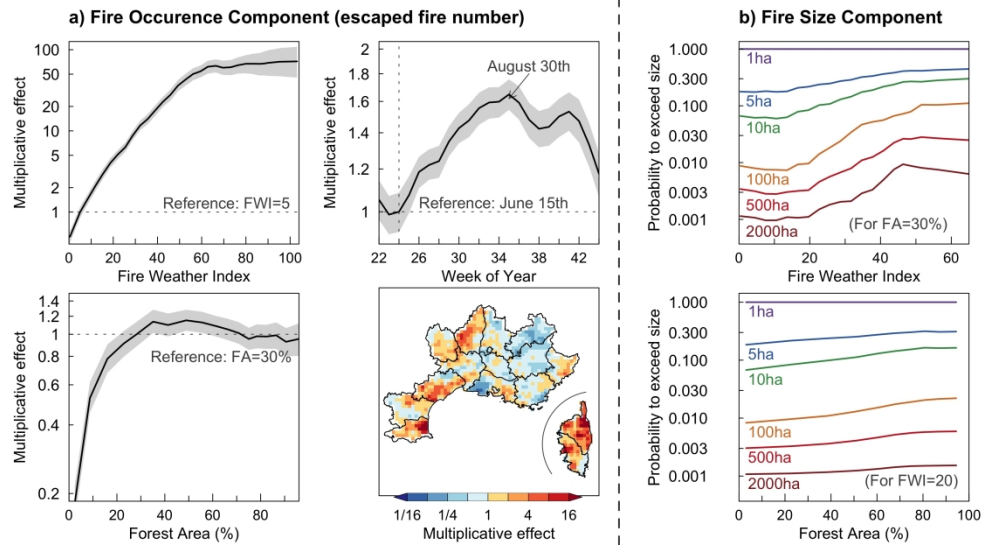 a) Fire Occurence Component (escaped fire number)
b) Fire Size Component
Multiplicative effect
100
50
20
10
5
2
1
Reference: FWI=5
0 20 40 60 80 100
Fire Weather Index
Multiplicative effect
2
1.8
1.6
1.4
1.2
1
August 30th
Reference: June 15th
22 26 30 34 38 42
Week of Year
Probability to exceed size
1.000
0.300
0.100
0.030
0.010
0.003
0.001
1ha
5ha
10ha
100ha
500ha
2000ha
(For FA=30%)
0 20 40 60
Fire Weather Index
Multiplicative effect
1.4
1.2
1
0.8
0.6
0.4
0.2
Reference: FA=30%
0 20 40 60 80
Forest Area (%)
1/16 1/4 1 4 16
Multiplicative effect
Probability to exceed size
1.000
0.300
0.100
0.030
0.010
0.003
0.001
1ha
5ha
10ha
100ha
500ha
2000ha
(For FWI=20)
0 20 40 60 80 100
Forest Area (%)